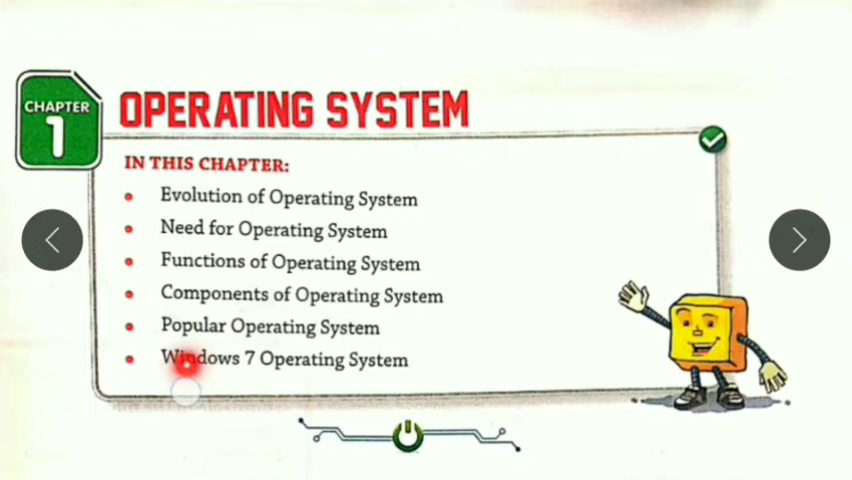 CHAPTER
1
OPERATING SYSTEM
IN THIS CHAPTER:
• Evolution of Operating System
• Need for Operating System
• Functions of Operating System
• Components of Operating System
• Popular Operating System
• Windows 7 Operating System